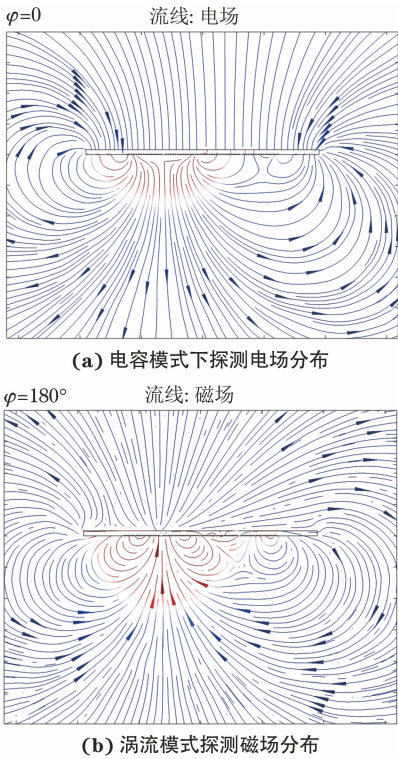 φ=0
流线: 电场
(a) 电容模式下探测电场分布
φ=180°
流线: 磁场
(b) 涡流模式探测磁场分布